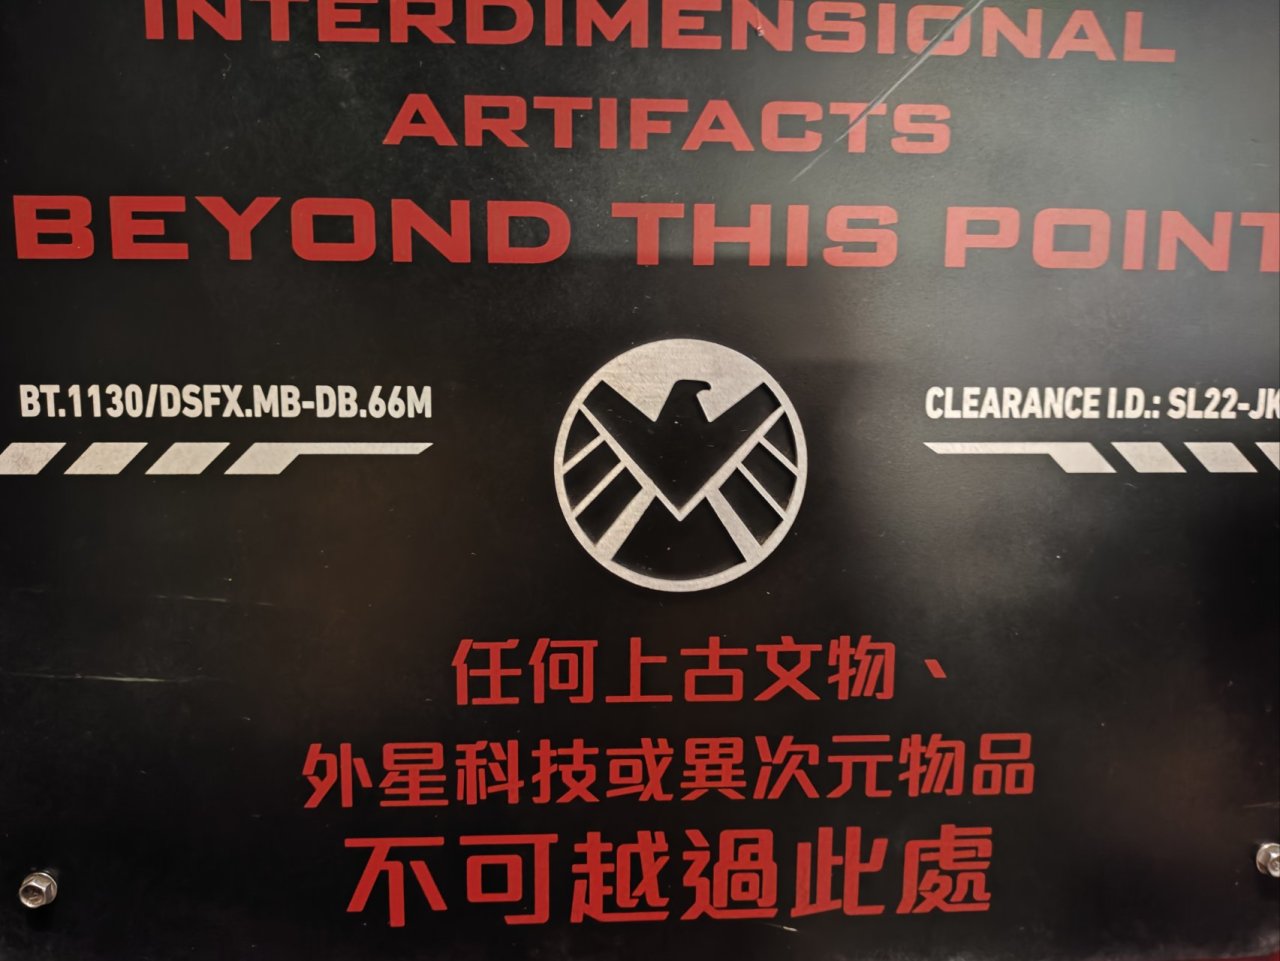 INTERDIMENSIONAL
ARTIFACTS
BEYOND THIS POINT
BT.1130/DSFX.MB-DB.66M
CLEARANCE I.D.: SL22-JK
任何上古文物、
外星科技或異次元物品
不可越過此處